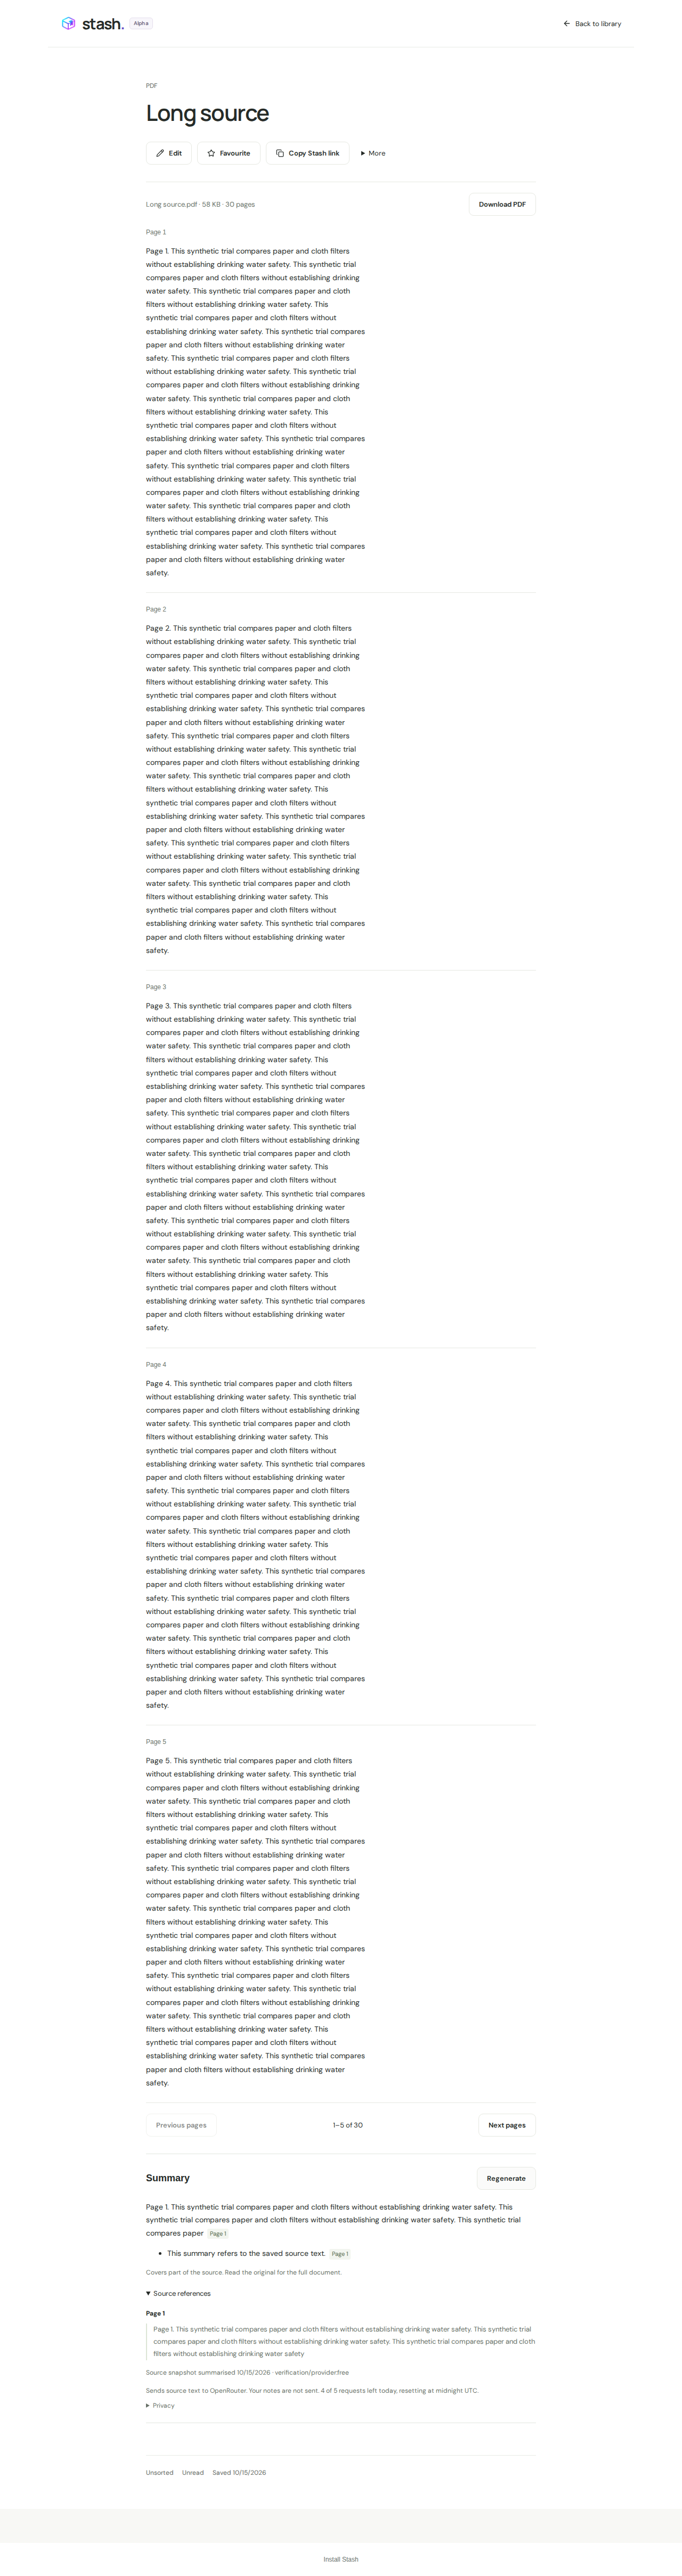 stash.
Alpha
Back to library
PDF
Long source
Edit
Favourite
Copy Stash link
More
Long source.pdf · 58 KB · 30 pages
Download PDF
Page 1
Page 1. This synthetic trial compares paper and cloth filters
without establishing drinking water safety. This synthetic trial
compares paper and cloth filters without establishing drinking
water safety. This synthetic trial compares paper and cloth
filters without establishing drinking water safety. This
synthetic trial compares paper and cloth filters without
establishing drinking water safety. This synthetic trial compares
paper and cloth filters without establishing drinking water
safety. This synthetic trial compares paper and cloth filters
without establishing drinking water safety. This synthetic trial
compares paper and cloth filters without establishing drinking
water safety. This synthetic trial compares paper and cloth
filters without establishing drinking water safety. This
synthetic trial compares paper and cloth filters without
establishing drinking water safety. This synthetic trial compares
paper and cloth filters without establishing drinking water
safety. This synthetic trial compares paper and cloth filters
without establishing drinking water safety. This synthetic trial
compares paper and cloth filters without establishing drinking
water safety. This synthetic trial compares paper and cloth
filters without establishing drinking water safety. This
synthetic trial compares paper and cloth filters without
establishing drinking water safety. This synthetic trial compares
paper and cloth filters without establishing drinking water
safety.
Page 2
Page 2. This synthetic trial compares paper and cloth filters
without establishing drinking water safety. This synthetic trial
compares paper and cloth filters without establishing drinking
water safety. This synthetic trial compares paper and cloth
filters without establishing drinking water safety. This
synthetic trial compares paper and cloth filters without
establishing drinking water safety. This synthetic trial compares
paper and cloth filters without establishing drinking water
safety. This synthetic trial compares paper and cloth filters
without establishing drinking water safety. This synthetic trial
compares paper and cloth filters without establishing drinking
water safety. This synthetic trial compares paper and cloth
filters without establishing drinking water safety. This
synthetic trial compares paper and cloth filters without
establishing drinking water safety. This synthetic trial compares
paper and cloth filters without establishing drinking water
safety. This synthetic trial compares paper and cloth filters
without establishing drinking water safety. This synthetic trial
compares paper and cloth filters without establishing drinking
water safety. This synthetic trial compares paper and cloth
filters without establishing drinking water safety. This
synthetic trial compares paper and cloth filters without
establishing drinking water safety. This synthetic trial compares
paper and cloth filters without establishing drinking water
safety.
Page 3
Page 3. This synthetic trial compares paper and cloth filters
without establishing drinking water safety. This synthetic trial
compares paper and cloth filters without establishing drinking
water safety. This synthetic trial compares paper and cloth
filters without establishing drinking water safety. This
synthetic trial compares paper and cloth filters without
establishing drinking water safety. This synthetic trial compares
paper and cloth filters without establishing drinking water
safety. This synthetic trial compares paper and cloth filters
without establishing drinking water safety. This synthetic trial
compares paper and cloth filters without establishing drinking
water safety. This synthetic trial compares paper and cloth
filters without establishing drinking water safety. This
synthetic trial compares paper and cloth filters without
establishing drinking water safety. This synthetic trial compares
paper and cloth filters without establishing drinking water
safety. This synthetic trial compares paper and cloth filters
without establishing drinking water safety. This synthetic trial
compares paper and cloth filters without establishing drinking
water safety. This synthetic trial compares paper and cloth
filters without establishing drinking water safety. This
synthetic trial compares paper and cloth filters without
establishing drinking water safety. This synthetic trial compares
paper and cloth filters without establishing drinking water
safety.
Page 4
Page 4. This synthetic trial compares paper and cloth filters
without establishing drinking water safety. This synthetic trial
compares paper and cloth filters without establishing drinking
water safety. This synthetic trial compares paper and cloth
filters without establishing drinking water safety. This
synthetic trial compares paper and cloth filters without
establishing drinking water safety. This synthetic trial compares
paper and cloth filters without establishing drinking water
safety. This synthetic trial compares paper and cloth filters
without establishing drinking water safety. This synthetic trial
compares paper and cloth filters without establishing drinking
water safety. This synthetic trial compares paper and cloth
filters without establishing drinking water safety. This
synthetic trial compares paper and cloth filters without
establishing drinking water safety. This synthetic trial compares
paper and cloth filters without establishing drinking water
safety. This synthetic trial compares paper and cloth filters
without establishing drinking water safety. This synthetic trial
compares paper and cloth filters without establishing drinking
water safety. This synthetic trial compares paper and cloth
filters without establishing drinking water safety. This
synthetic trial compares paper and cloth filters without
establishing drinking water safety. This synthetic trial compares
paper and cloth filters without establishing drinking water
safety.
Page 5
Page 5. This synthetic trial compares paper and cloth filters
without establishing drinking water safety. This synthetic trial
compares paper and cloth filters without establishing drinking
water safety. This synthetic trial compares paper and cloth
filters without establishing drinking water safety. This
synthetic trial compares paper and cloth filters without
establishing drinking water safety. This synthetic trial compares
paper and cloth filters without establishing drinking water
safety. This synthetic trial compares paper and cloth filters
without establishing drinking water safety. This synthetic trial
compares paper and cloth filters without establishing drinking
water safety. This synthetic trial compares paper and cloth
filters without establishing drinking water safety. This
synthetic trial compares paper and cloth filters without
establishing drinking water safety. This synthetic trial compares
paper and cloth filters without establishing drinking water
safety. This synthetic trial compares paper and cloth filters
without establishing drinking water safety. This synthetic trial
compares paper and cloth filters without establishing drinking
water safety. This synthetic trial compares paper and cloth
filters without establishing drinking water safety. This
synthetic trial compares paper and cloth filters without
establishing drinking water safety. This synthetic trial compares
paper and cloth filters without establishing drinking water
safety.
Previous pages
1–5 of 30
Next pages
Summary
Regenerate
Page 1. This synthetic trial compares paper and cloth filters without establishing drinking water safety. This
synthetic trial compares paper and cloth filters without establishing drinking water safety. This synthetic trial
compares paper Page 1
• This summary refers to the saved source text. Page 1
Covers part of the source. Read the original for the full document.
Source references
Page 1
Page 1. This synthetic trial compares paper and cloth filters without establishing drinking water safety. This synthetic trial
compares paper and cloth filters without establishing drinking water safety. This synthetic trial compares paper and cloth
filters without establishing drinking water safety
Source snapshot summarised 10/15/2026 · verification/provider:free
Sends source text to OpenRouter. Your notes are not sent. 4 of 5 requests left today, resetting at midnight UTC.
Privacy
Unsorted
Unread
Saved 10/15/2026
Install Stash